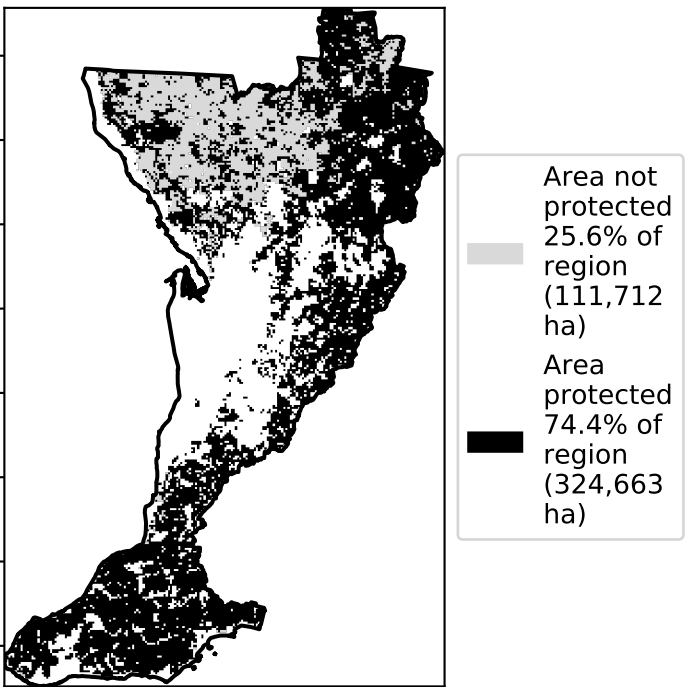 Area not
protected
25.6% of
region
(111,712
ha)
Area
protected
74.4% of
region
(324,663
ha)